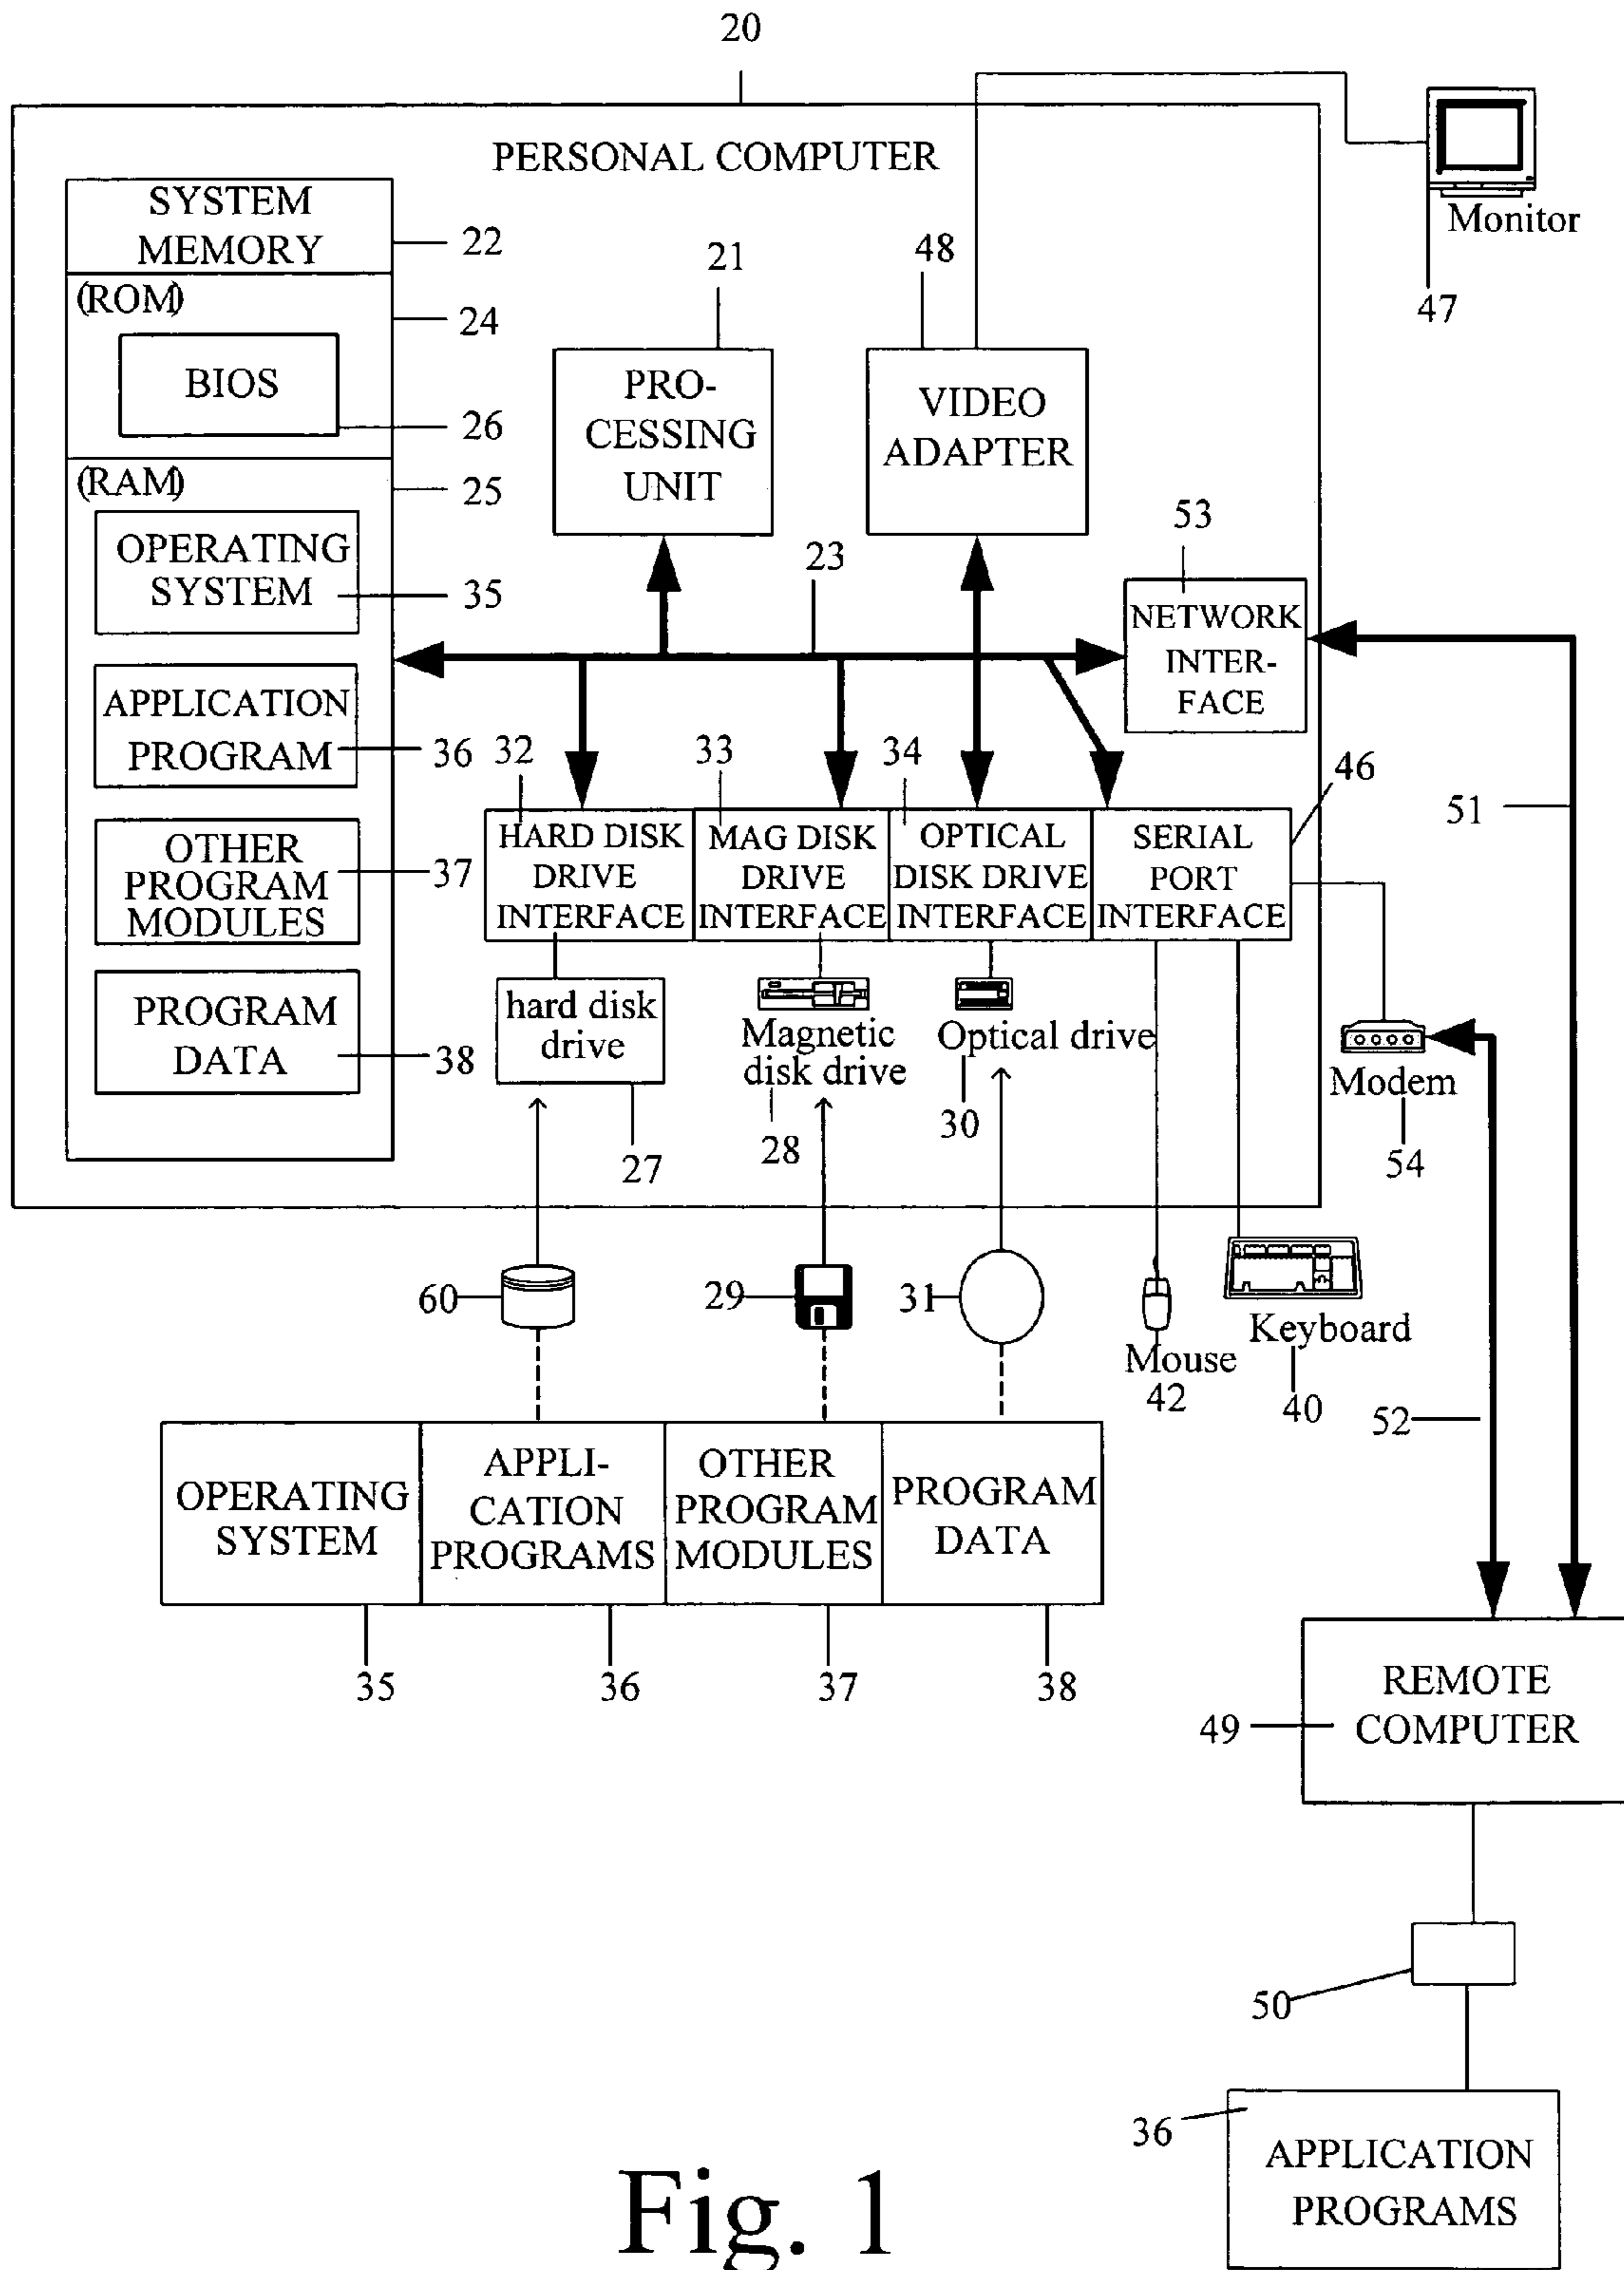 20
PERSONAL COMPUTER
SYSTEM
MEMORY
22
(ROM)
24
BIOS
26
(RAM)
25
OPERATING
SYSTEM
35
APPLICATION
PROGRAM
36
OTHER
PROGRAM
MODULES
37
PROGRAM
DATA
38
21
PRO-
CESSING
UNIT
48
VIDEO
ADAPTER
Monitor
47
23
53
NETWORK
INTER-
FACE
32
HARD DISK
DRIVE
INTERFACE
33
MAG DISK
DRIVE
INTERFACE
34
OPTICAL
DISK DRIVE
INTERFACE
46
SERIAL
PORT
INTERFACE
51
hard disk
drive
27
Magnetic
disk drive
28
Optical drive
30
Modem
54
60
29
31
Mouse
42
Keyboard
40
52
OPERATING
SYSTEM
APPLI-
CATION
PROGRAMS
OTHER
PROGRAM
MODULES
PROGRAM
DATA
35
36
37
38
REMOTE
COMPUTER
49
50
36
APPLICATION
PROGRAMS
Fig. 1